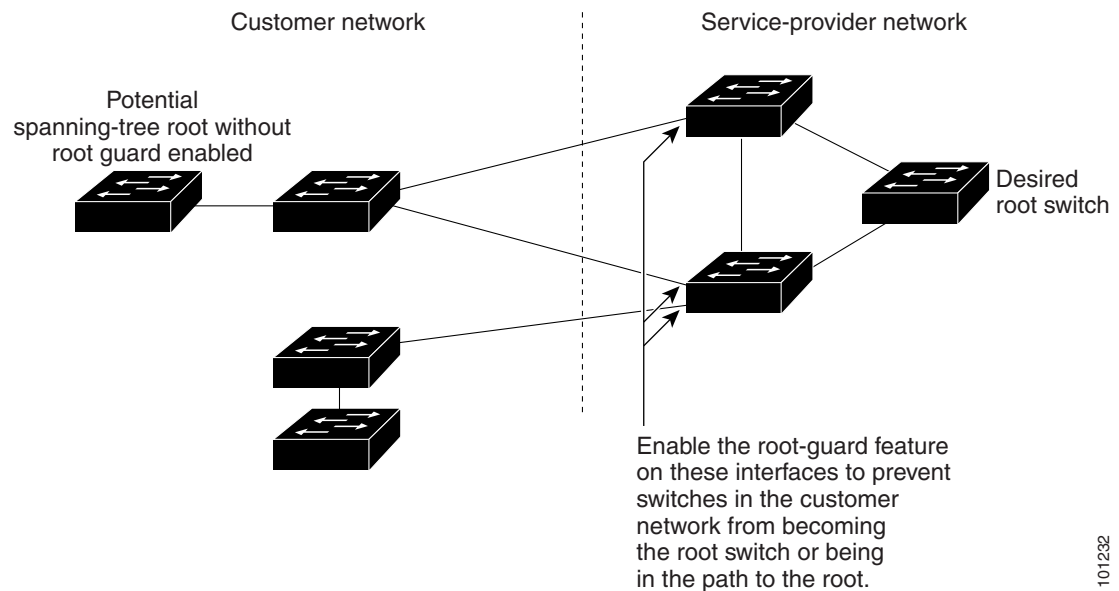 Customer network
Service-provider network
Potential
spanning-tree root without
root guard enabled
Desired
root switch
Enable the root-guard feature
on these interfaces to prevent
switches in the customer
network from becoming
the root switch or being
in the path to the root.
101232